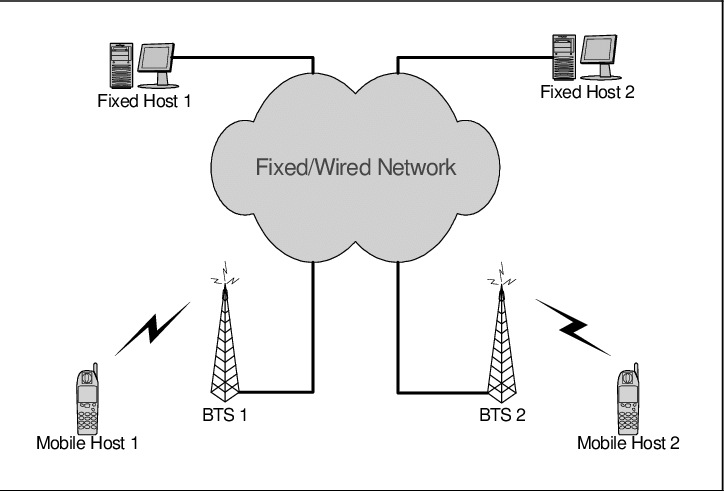 Fixed Host 1
Fixed Host 2
Fixed/Wired Network
BTS 1
BTS 2
Mobile Host 1
Mobile Host 2